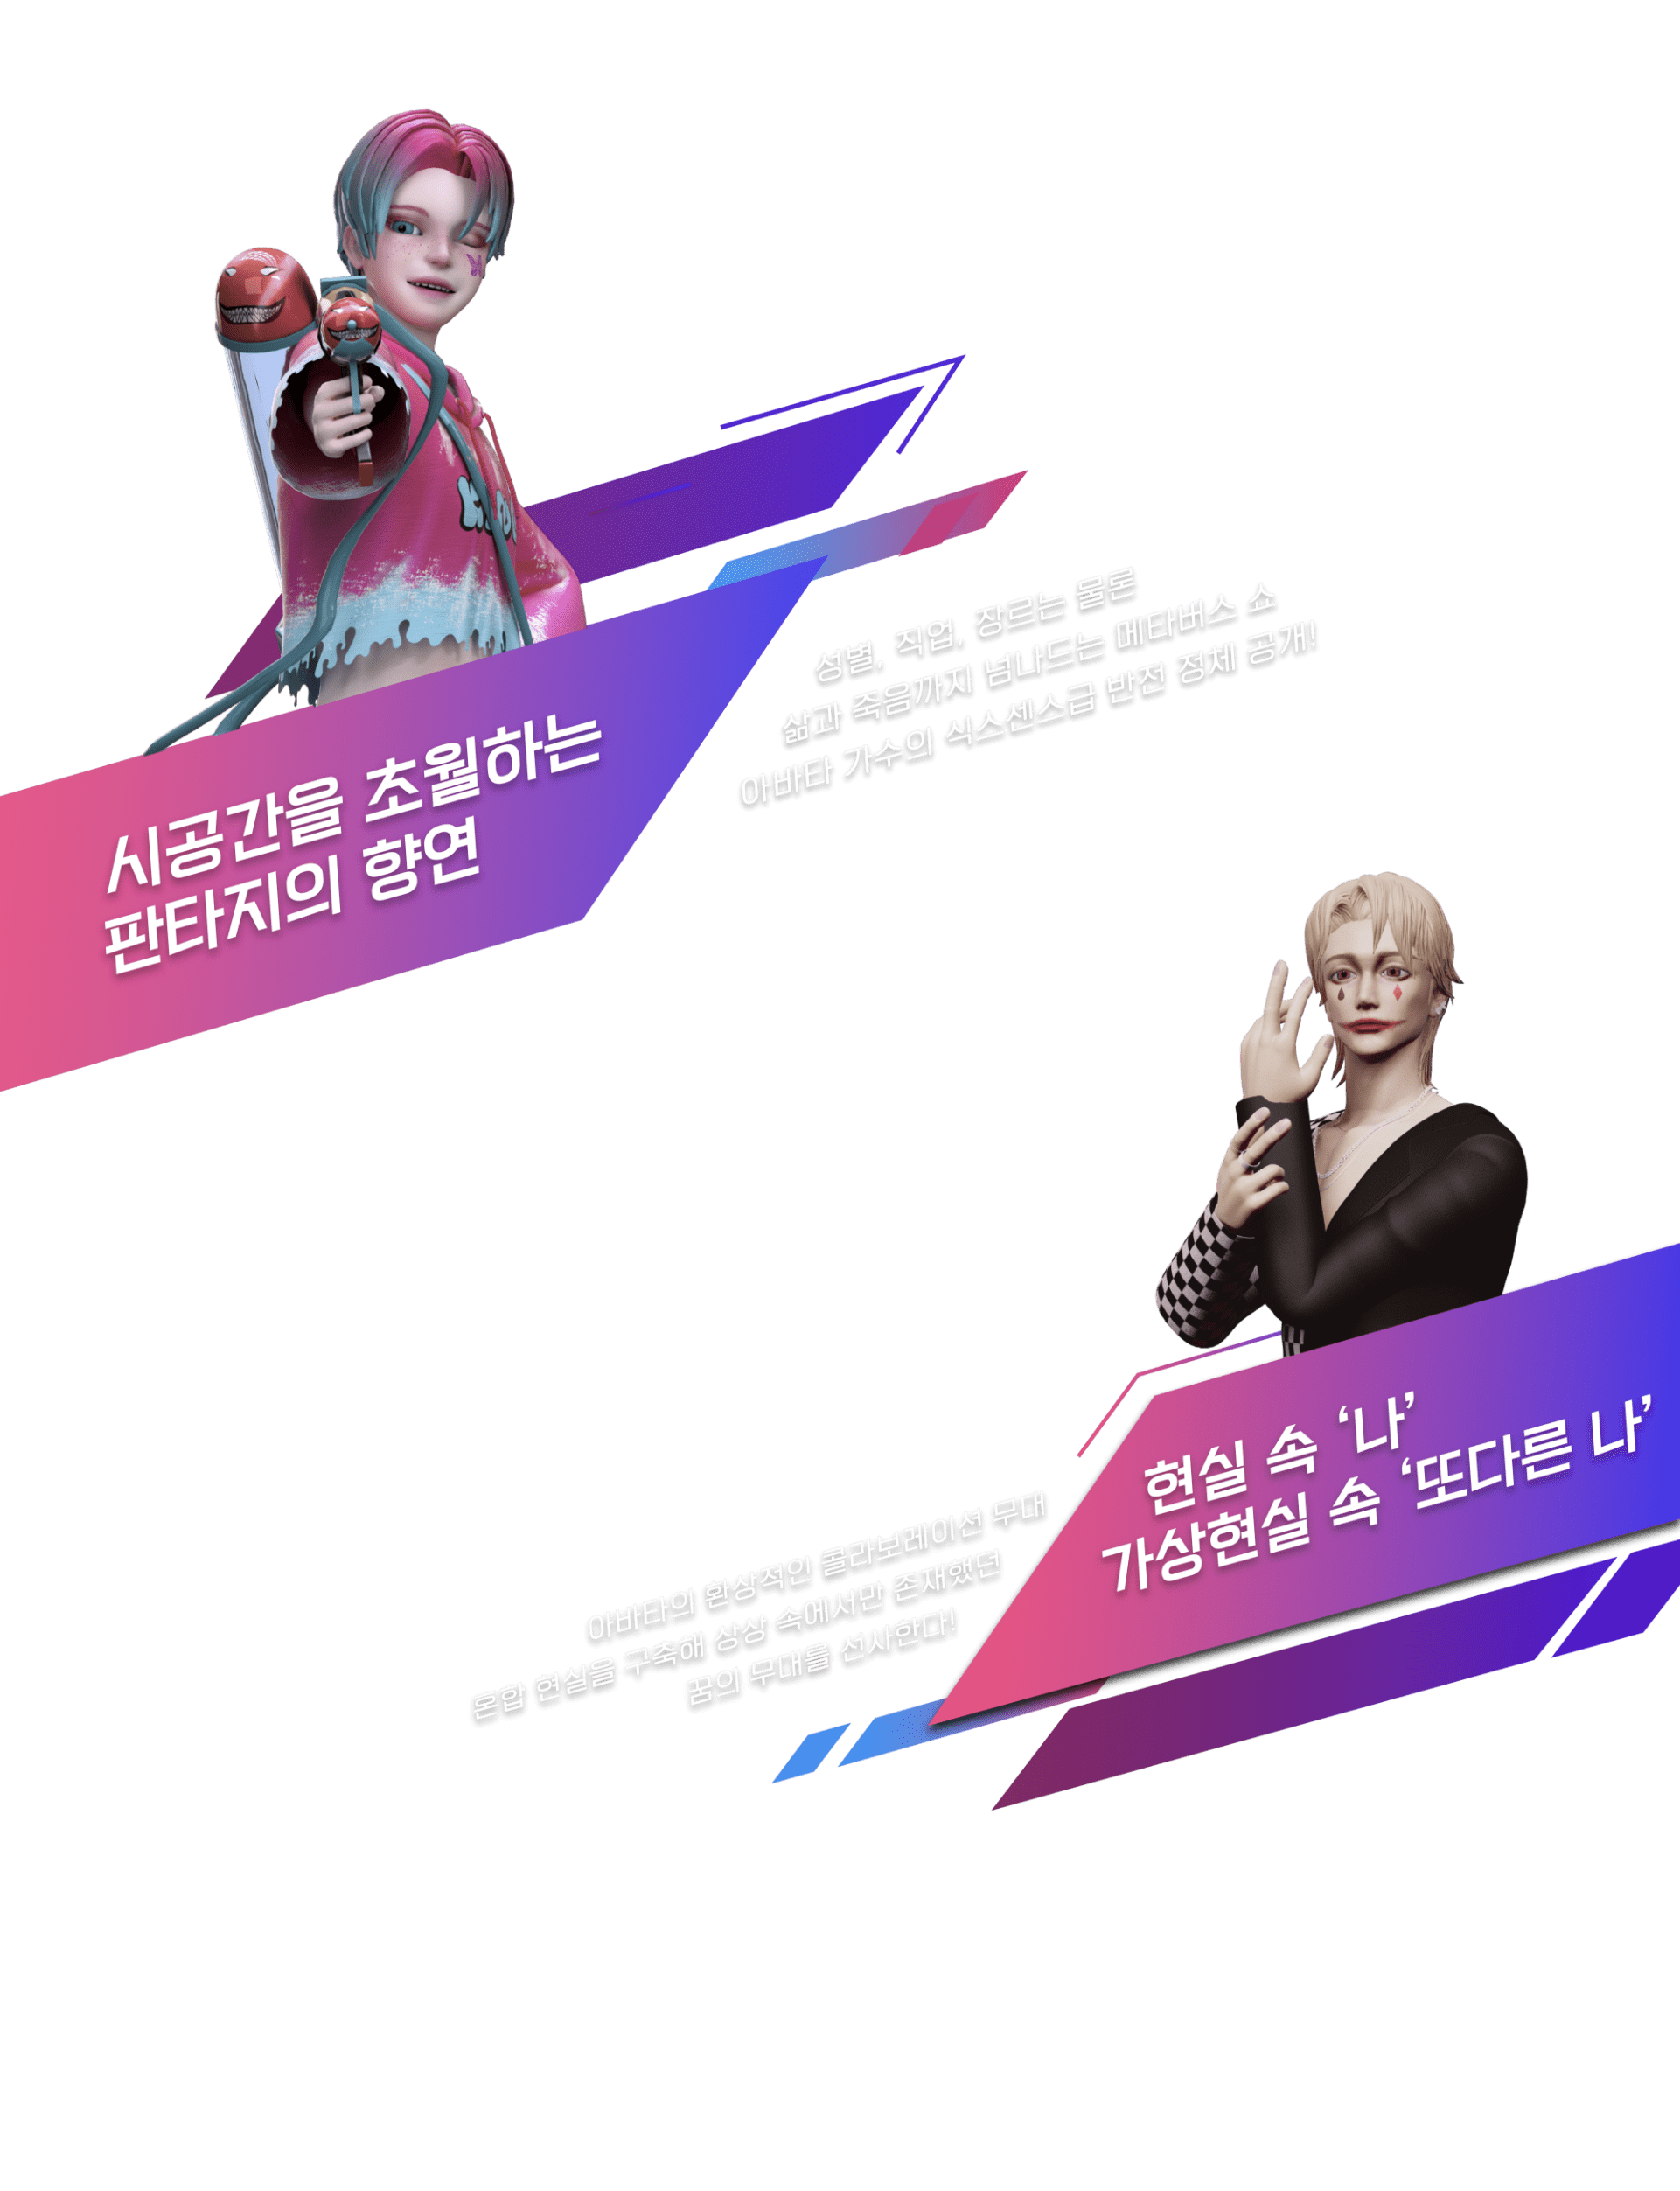 성별, 직업, 장르는 물론
삶과 죽음까지 넘나드는 메타버스 쇼
아바타 가수의 식스센스급 반전 정체 공개!
시공간을 초월하는
판타지의 향연
현실 속 ‘나’
가상현실 속 ‘또다른 나’
아바타의 환상적인 콜라보레이션 무대
혼합 현실을 구축해 상상 속에서만 존재했던
꿈의 무대를 선사한다!